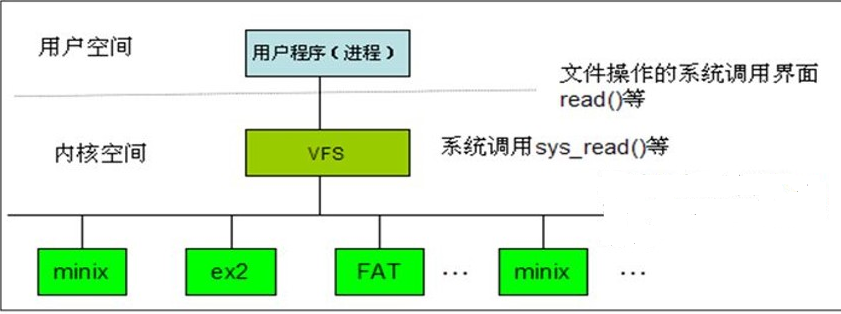 用户空间
用户程序（进程）
文件操作的系统调用界面
read()等
内核空间
VFS
系统调用sys_read()等
minix
ex2
FAT
...
minix
...